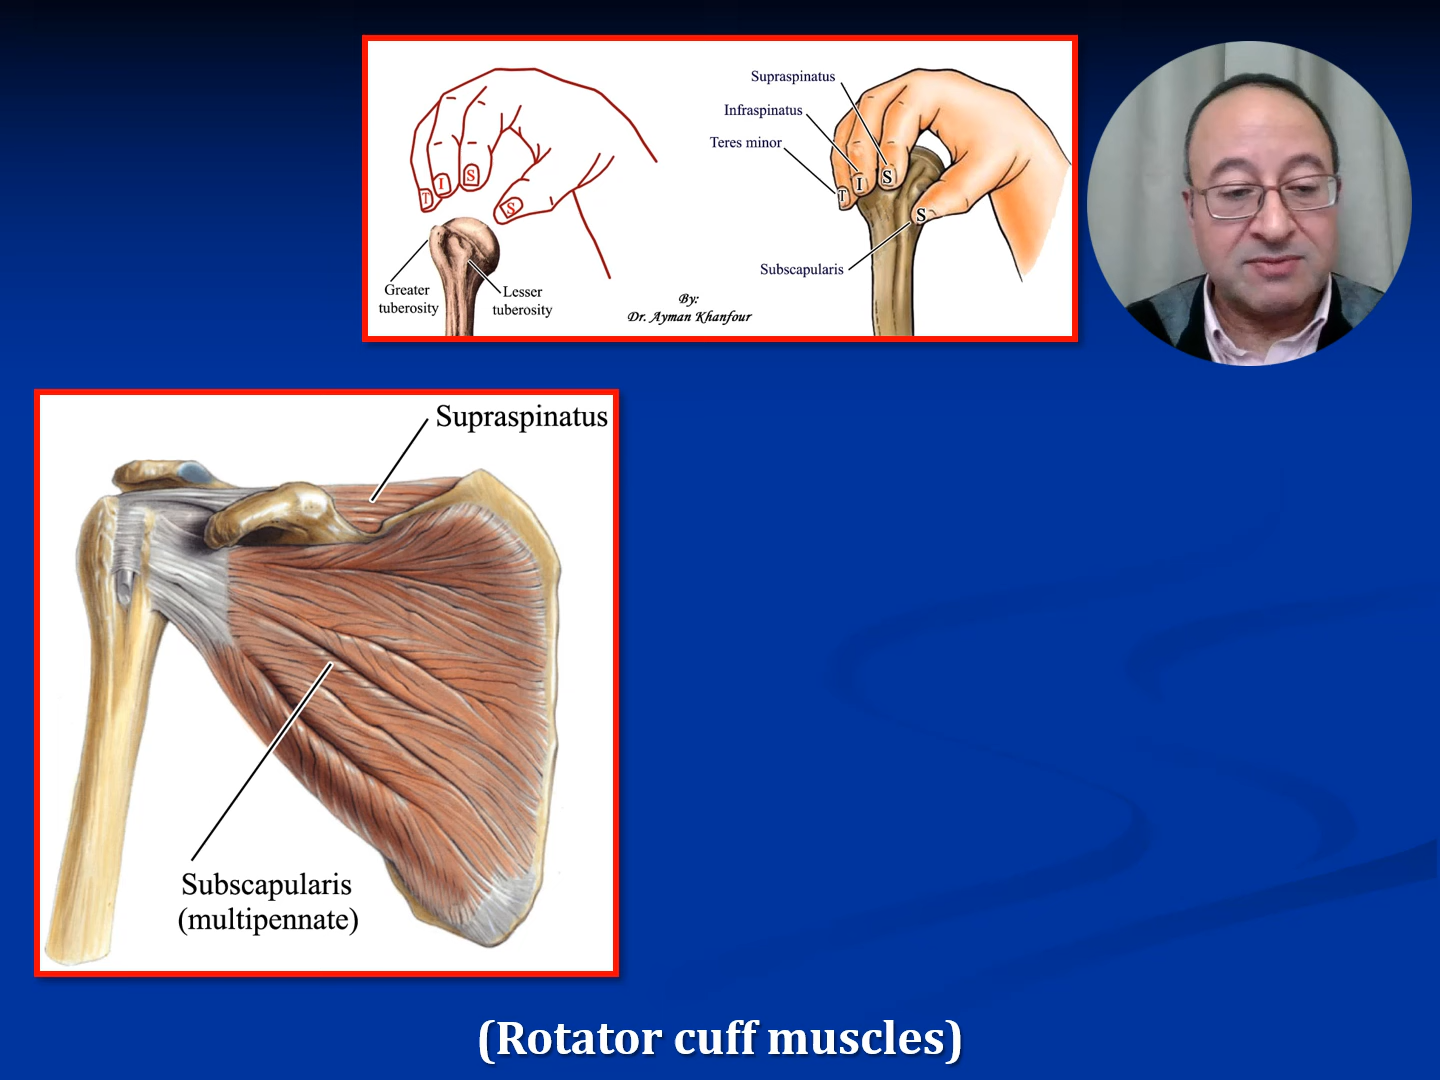 Supraspinatus
Infraspinatus
Teres minor
T
I
S
S
T
I
S
S
Greater
tuberosity
Lesser
tuberosity
Subscapularis
By:
Dr. Ayman Khanfour
Supraspinatus
Subscapularis
(multipennate)
(Rotator cuff muscles)